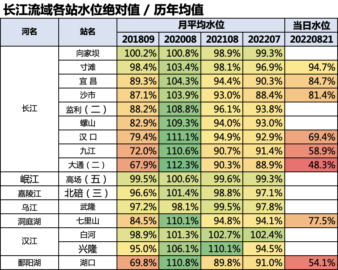 长江流域各站水位绝对值 / 历年均值
河名 站名 月平均水位 当日水位
201809 202008 202108 202207 20220821
长江 向家坝 100.2% 100.8% 98.9% 99.3%
寸滩 98.4% 103.4% 98.1% 96.9% 94.7%
宜昌 89.3% 104.3% 94.4% 90.3% 84.7%
沙市 87.1% 103.9% 93.0% 88.4% 81.4%
监利（二） 88.2% 108.8% 96.1% 93.8%
螺山 82.9% 109.3% 94.0% 93.0%
汉口 79.4% 111.1% 94.9% 92.9% 69.4%
九江 72.0% 110.6% 90.7% 91.4% 58.9%
大通（二） 67.9% 112.3% 90.3% 88.9% 48.3%
岷江 高场（五） 99.5% 100.6% 99.6% 99.3%
嘉陵江 北碚（三） 96.6% 101.4% 98.8% 97.1%
乌江 武隆 97.2% 98.1% 99.5% 97.8%
洞庭湖 七里山 84.5% 110.1% 94.8% 94.1% 77.5%
汉江 白河 98.9% 101.3% 102.7% 102.4%
兴隆 95.0% 106.1% 110.1% 94.5%
鄱阳湖 湖口 69.8% 110.8% 89.8% 91.0% 54.1%